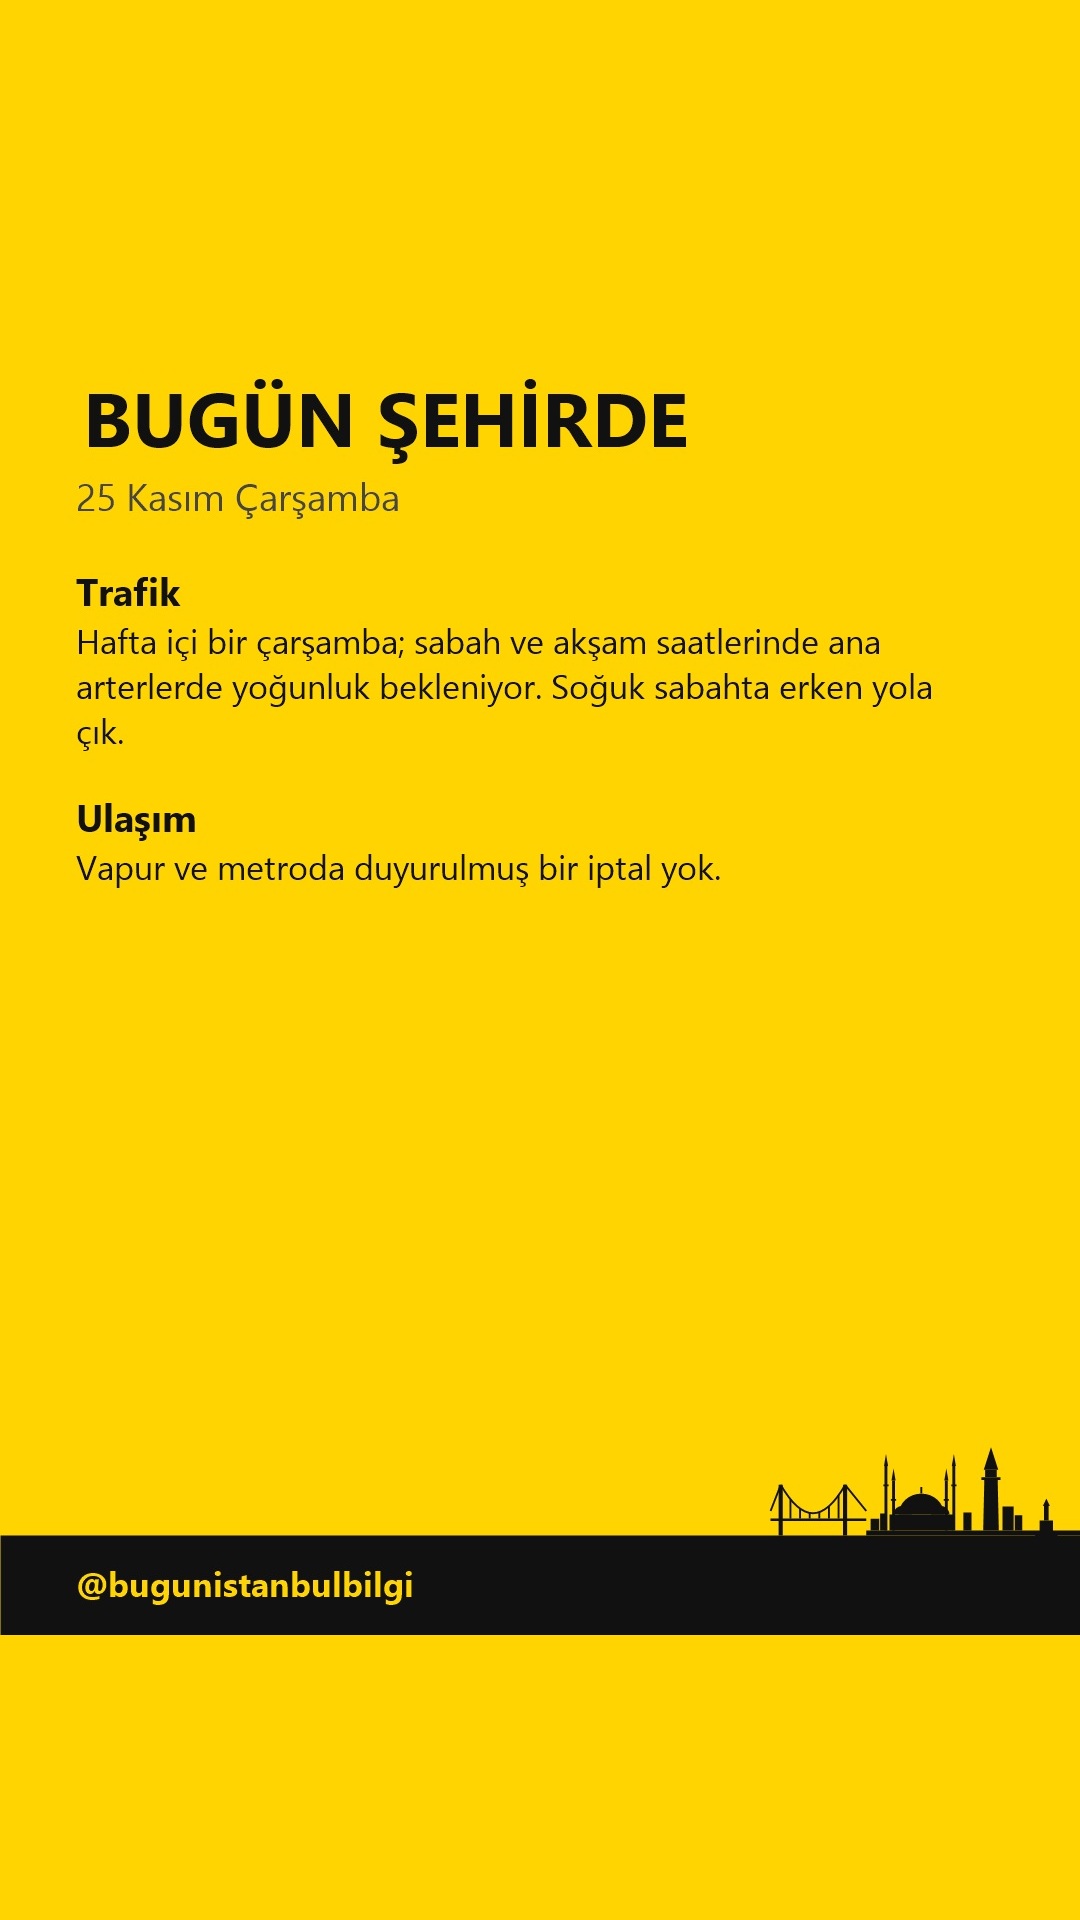 BUGÜN ŞEHİRDE
25 Kasım Çarşamba
Trafik
Hafta içi bir çarşamba; sabah ve akşam saatlerinde ana
arterlerde yoğunluk bekleniyor. Soğuk sabahta erken yola
çık.
Ulaşım
Vapur ve metroda duyurulmuş bir iptal yok.
@bugunistanbulbilgi